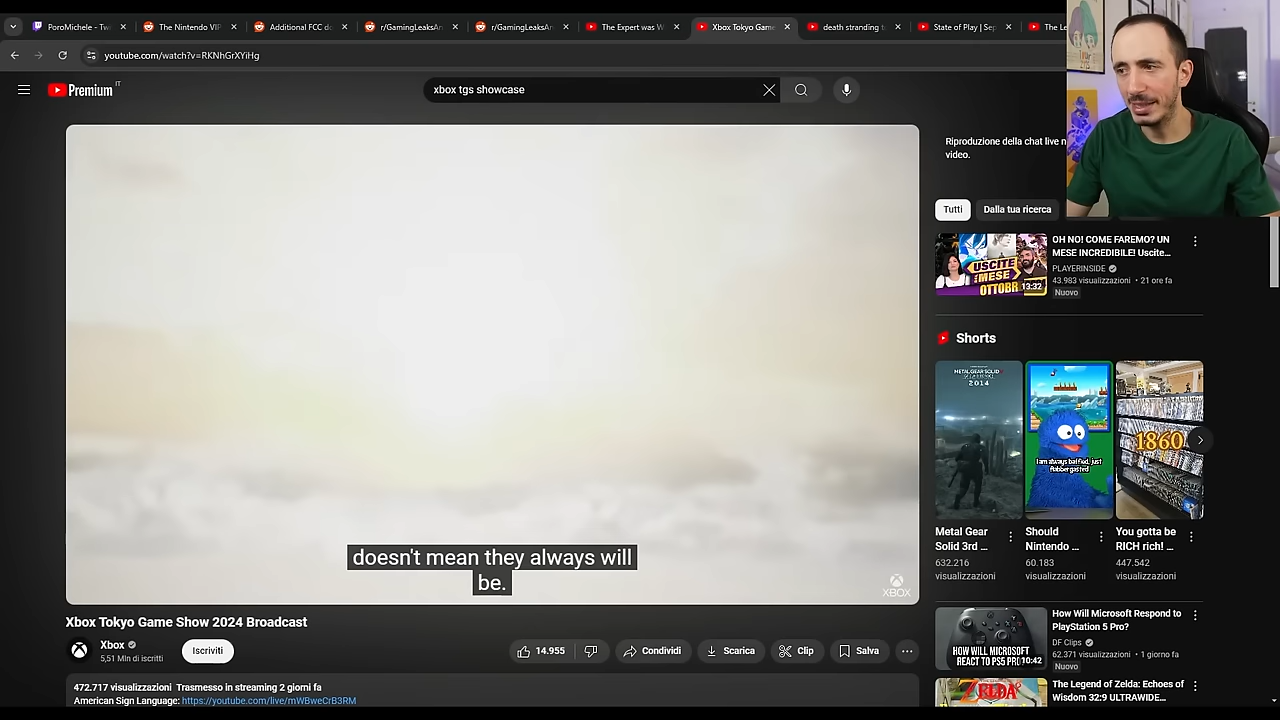 PoroMichele - Tw
The Nintendo VIP
Additional FCC do
r/GamingLeaksAn
r/GamingLeaksAn
The Expert was W
Xbox Tokyo Game
death stranding
State of Play | Sep
The Le
youtube.com/watch?v=RKNhGrXYiHg
Premium IT
xbox tgs showcase
Riproduzione della chat live n
video.
Tutti
Dalla tua ricerca
USCITE
MESE
OTTOBR
13:32
OH NO! COME FAREMO? UN
MESE INCREDIBILE! Uscite...
PLAYERINSIDE
43.983 visualizzazioni • 21 ore fa
Nuovo
Shorts
METAL GEAR SOLID
2014
I am always baffled, just
flabbergasted
1860
Metal Gear
Solid 3rd ...
632.216
visualizzazioni
Should
Nintendo ...
60.183
visualizzazioni
You gotta be
RICH rich! ...
447.542
visualizzazioni
doesn't mean they always will
be.
XBOX
Xbox Tokyo Game Show 2024 Broadcast
Xbox
5,51 Mln di iscritti
Iscriviti
14.955
Condividi
Scarica
Clip
Salva
472.717 visualizzazioni Trasmesso in streaming 2 giorni fa
American Sign Language: https://youtube.com/live/mWBweCrB3RM
HOW WILL MICROSOFT
REACT TO PS5 PRO
10:42
How Will Microsoft Respond to
PlayStation 5 Pro?
DF Clips
62.371 visualizzazioni • 1 giorno fa
Nuovo
ZELDA
The Legend of Zelda: Echoes of
Wisdom 32:9 ULTRAWIDE...